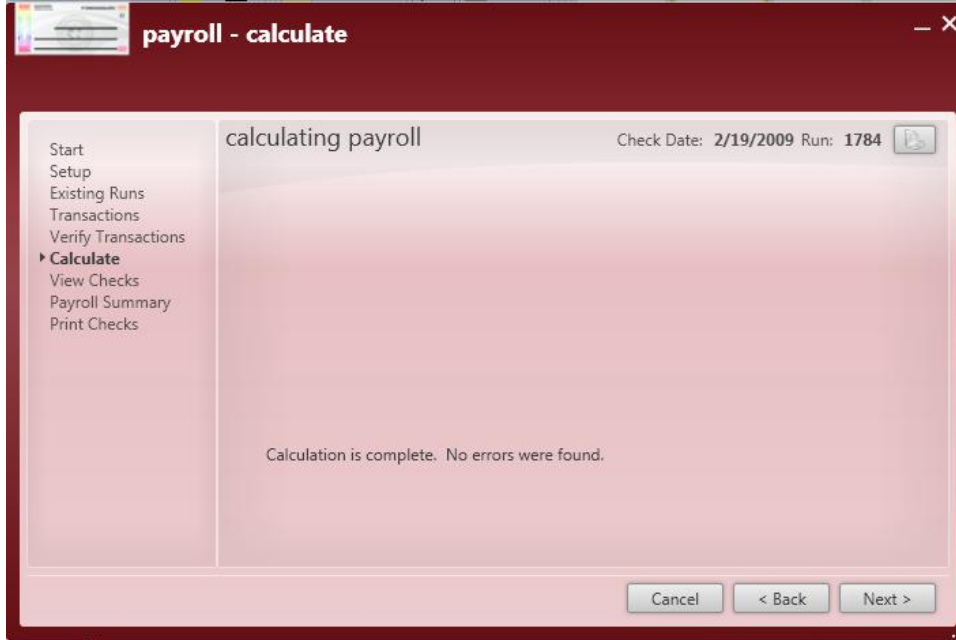 payroll - calculate
Start
Setup
Existing Runs
Transactions
Verify Transactions
Calculate
View Checks
Payroll Summary
Print Checks
calculating payroll
Check Date: 2/19/2009 Run: 1784
Calculation is complete. No errors were found.
Cancel
< Back
Next >